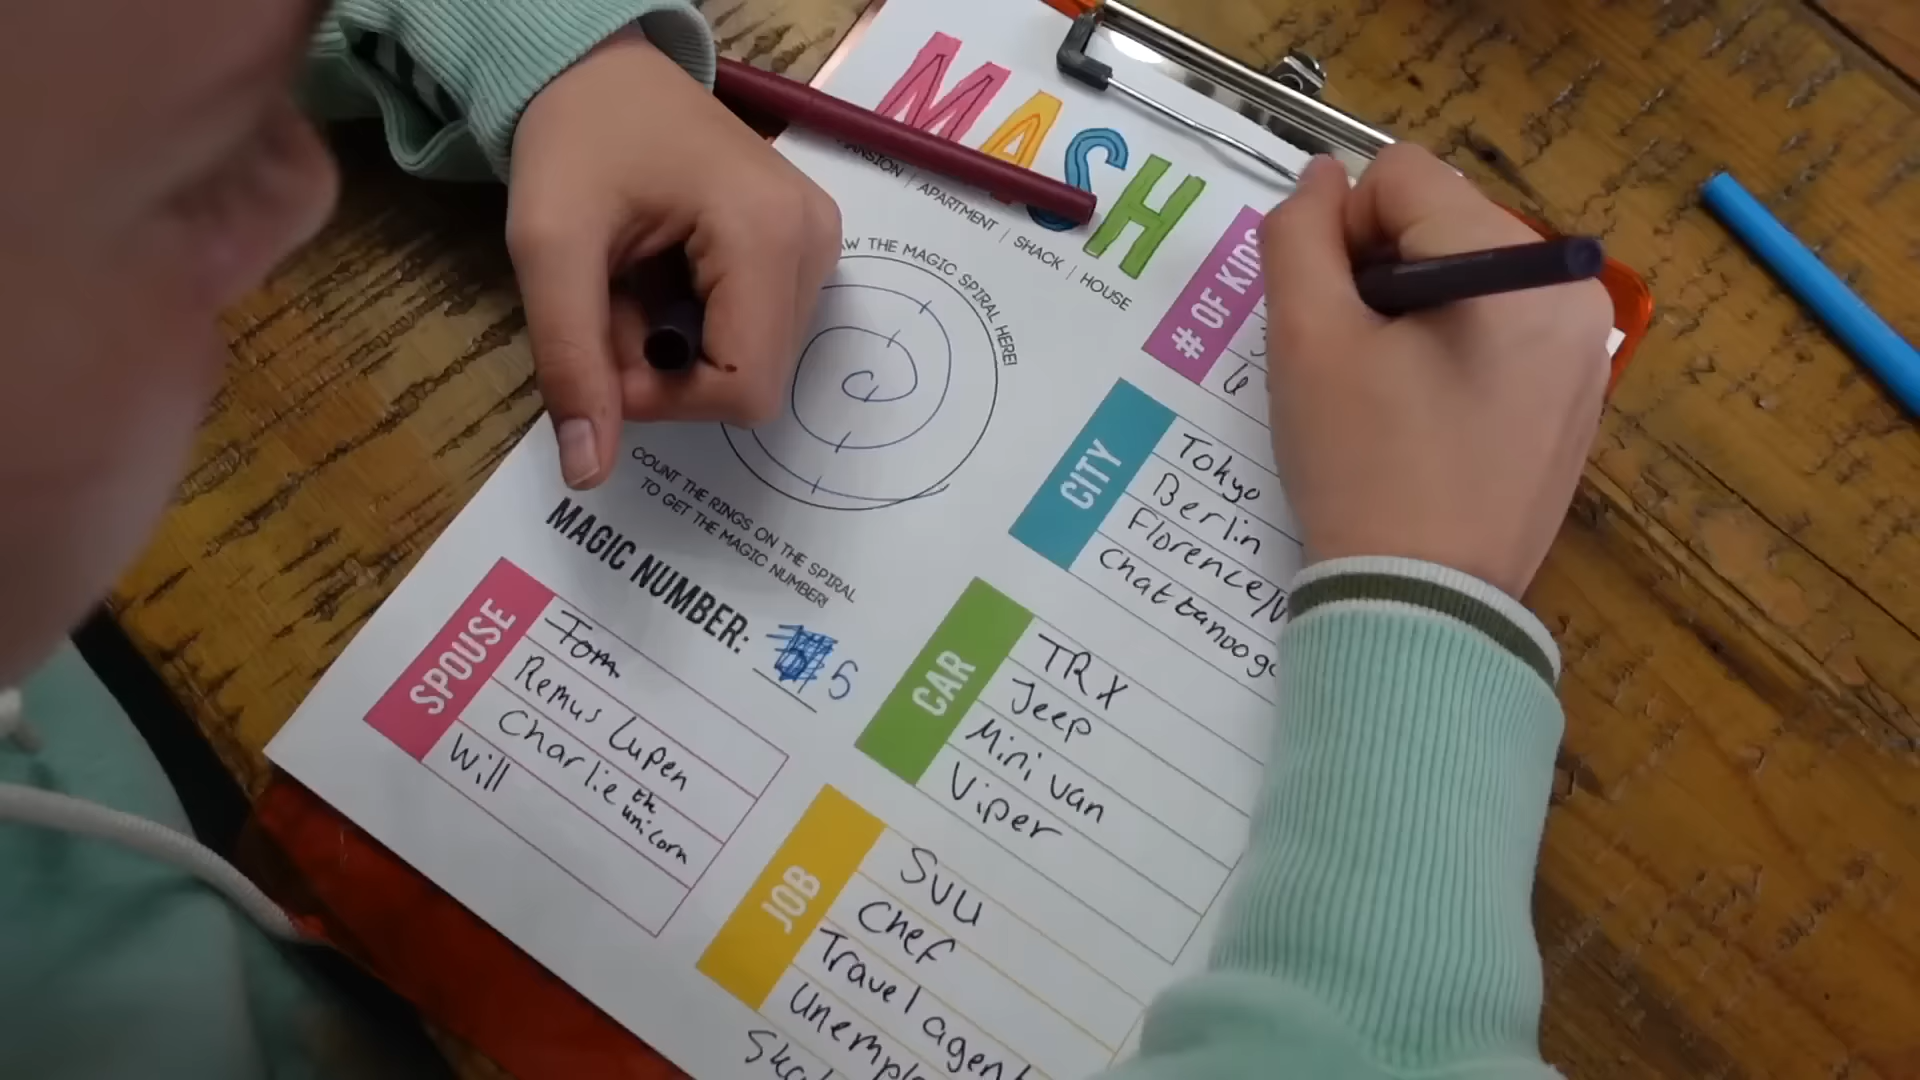 MASH
MANSION | APARTMENT | SHACK | HOUSE
THE MAGIC SPIRAL HERE!
COUNT THE RINGS ON THE SPIRAL
TO GET THE MAGIC NUMBER!
MAGIC NUMBER: 5
# OF KIDS
6
CITY
Tokyo
Berlin
Florence/
Chattanooga
SPOUSE
Tom
Remus Lupen
Charlie the unicorn
Will
CAR
TRX
Jeep
Mini van
Viper
JOB
SVU
Chef
Travel agent